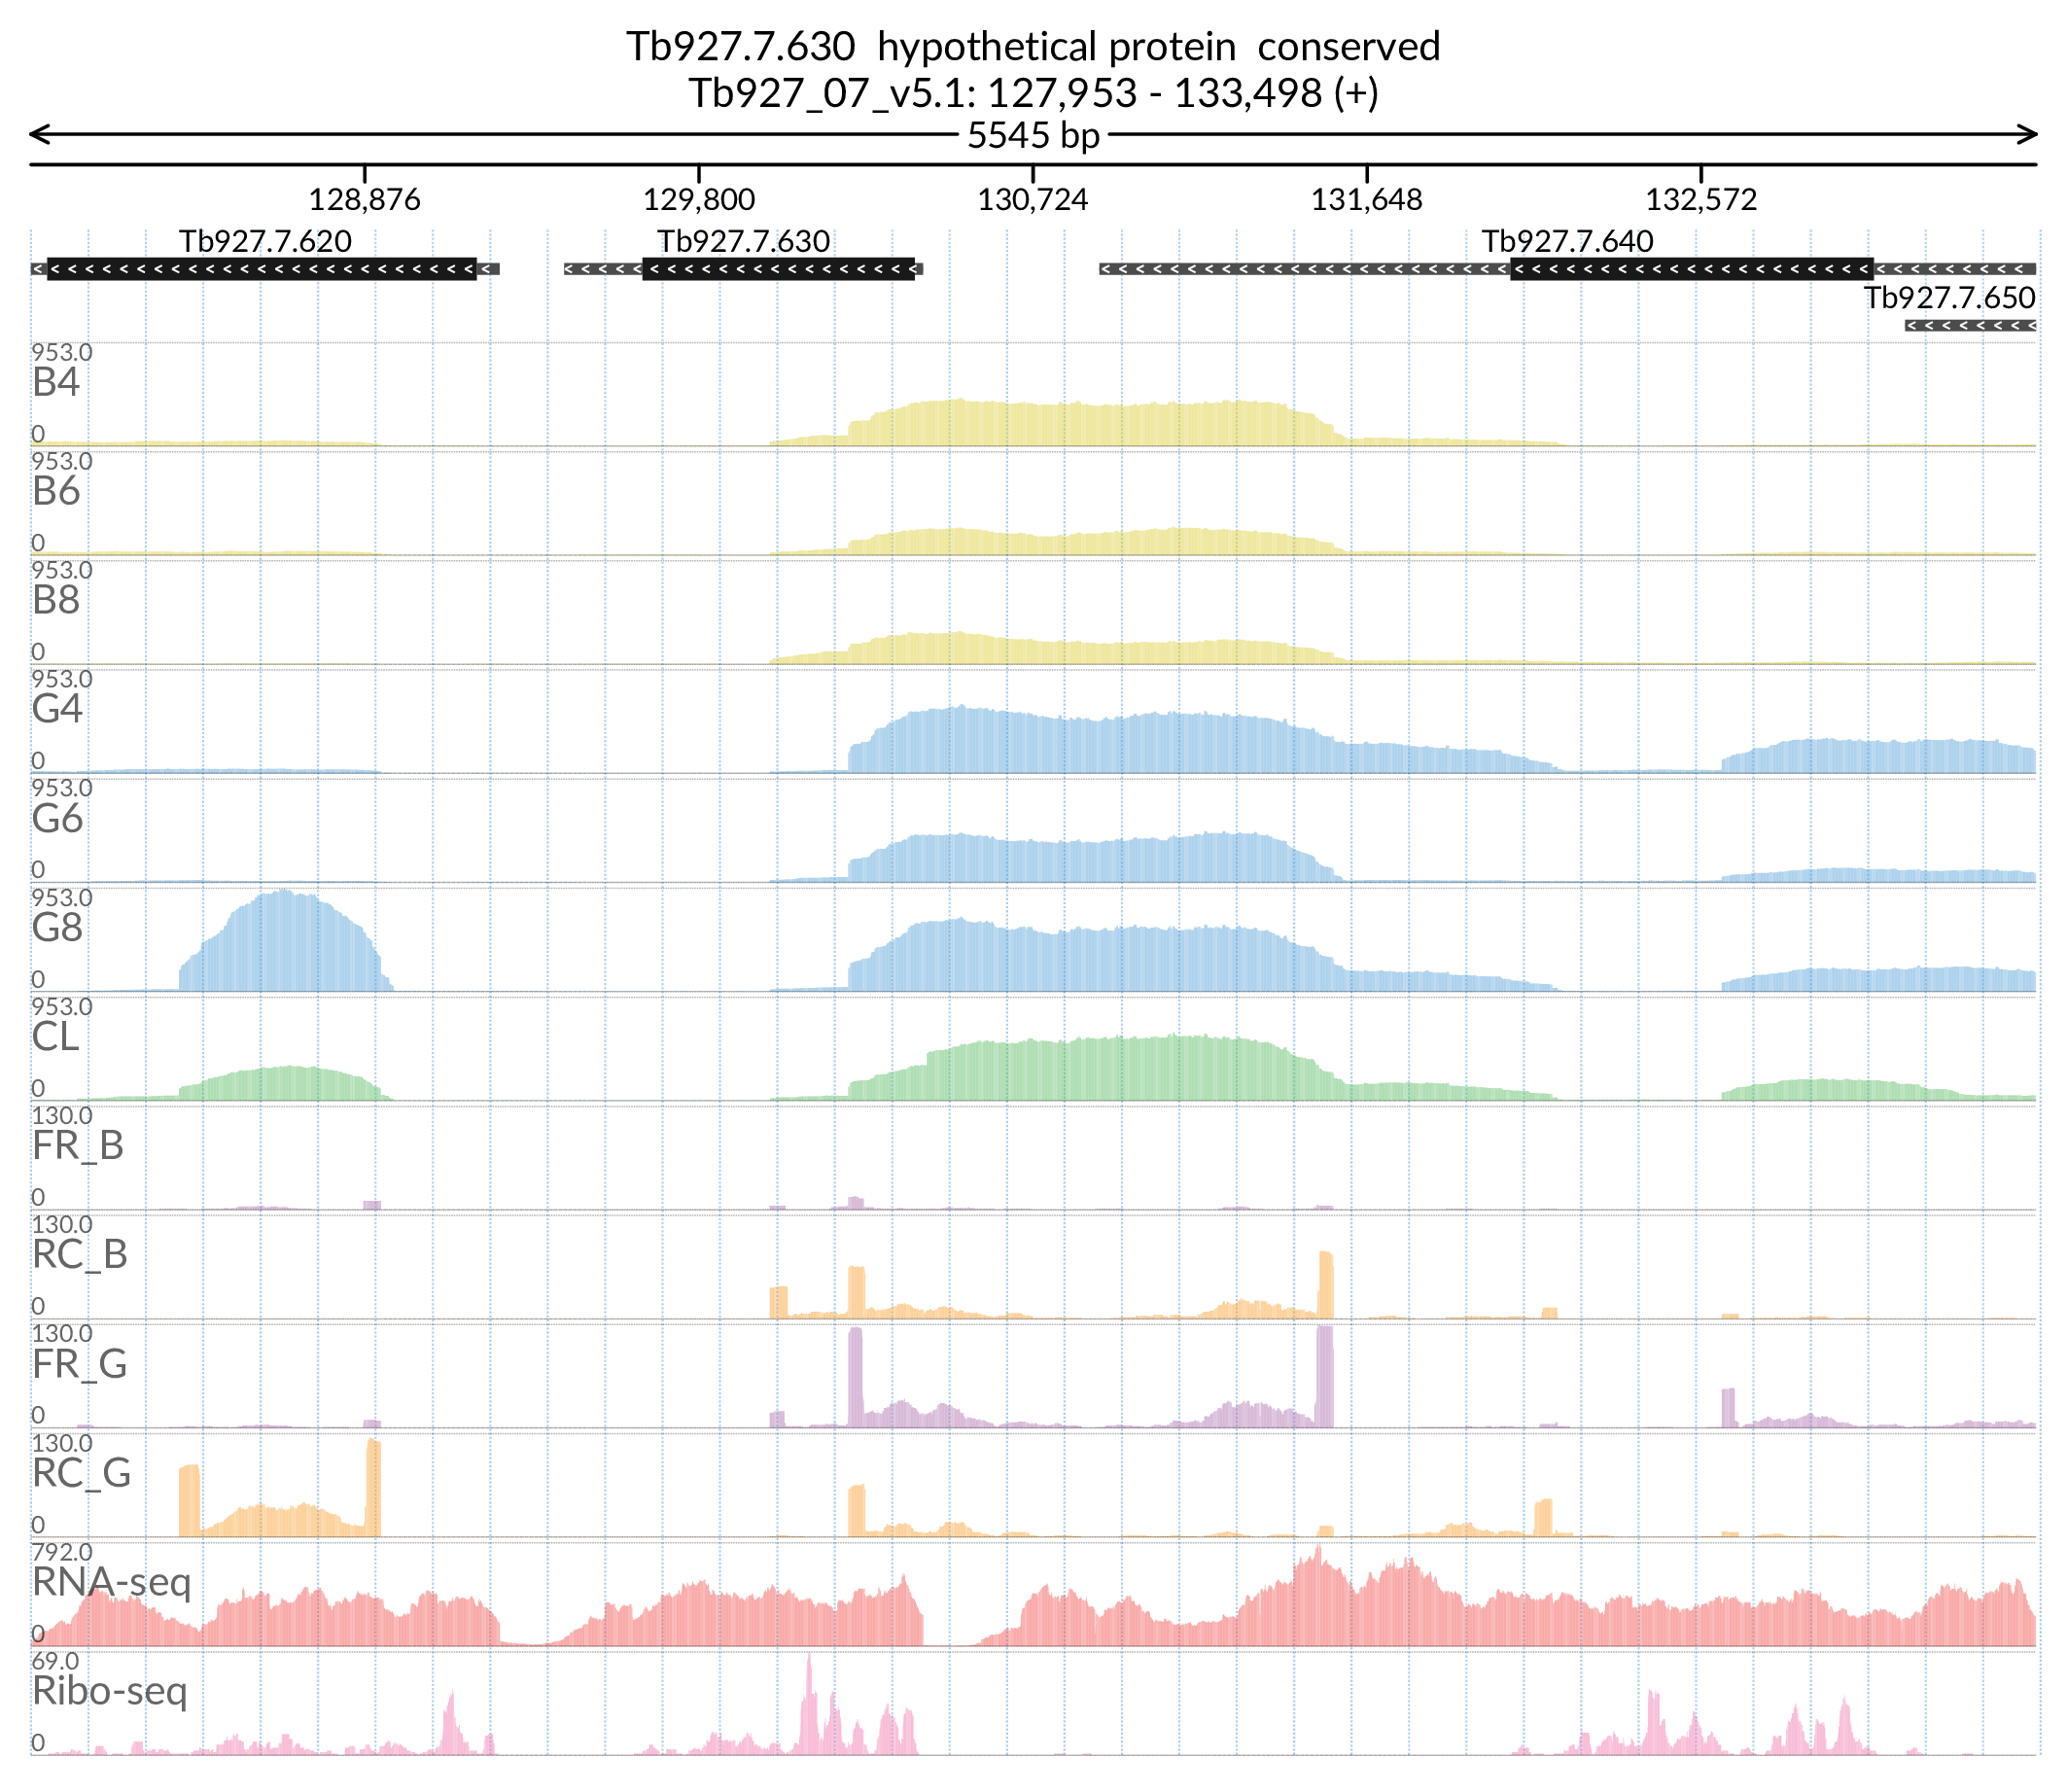 Tb927.7.630 hypothetical protein conserved
Tb927_07_v5.1: 127,953 - 133,498 (+)
5545 bp
128,876 129,800 130,724 131,648 132,572
Tb927.7.620 Tb927.7.630 Tb927.7.640
Tb927.7.650
953.0
B4
0
953.0
B6
0
953.0
B8
0
953.0
G4
0
953.0
G6
0
953.0
G8
0
953.0
CL
0
130.0
FR_B
0
130.0
RC_B
0
130.0
FR_G
0
130.0
RC_G
0
792.0
RNA-seq
0
69.0
Ribo-seq
0